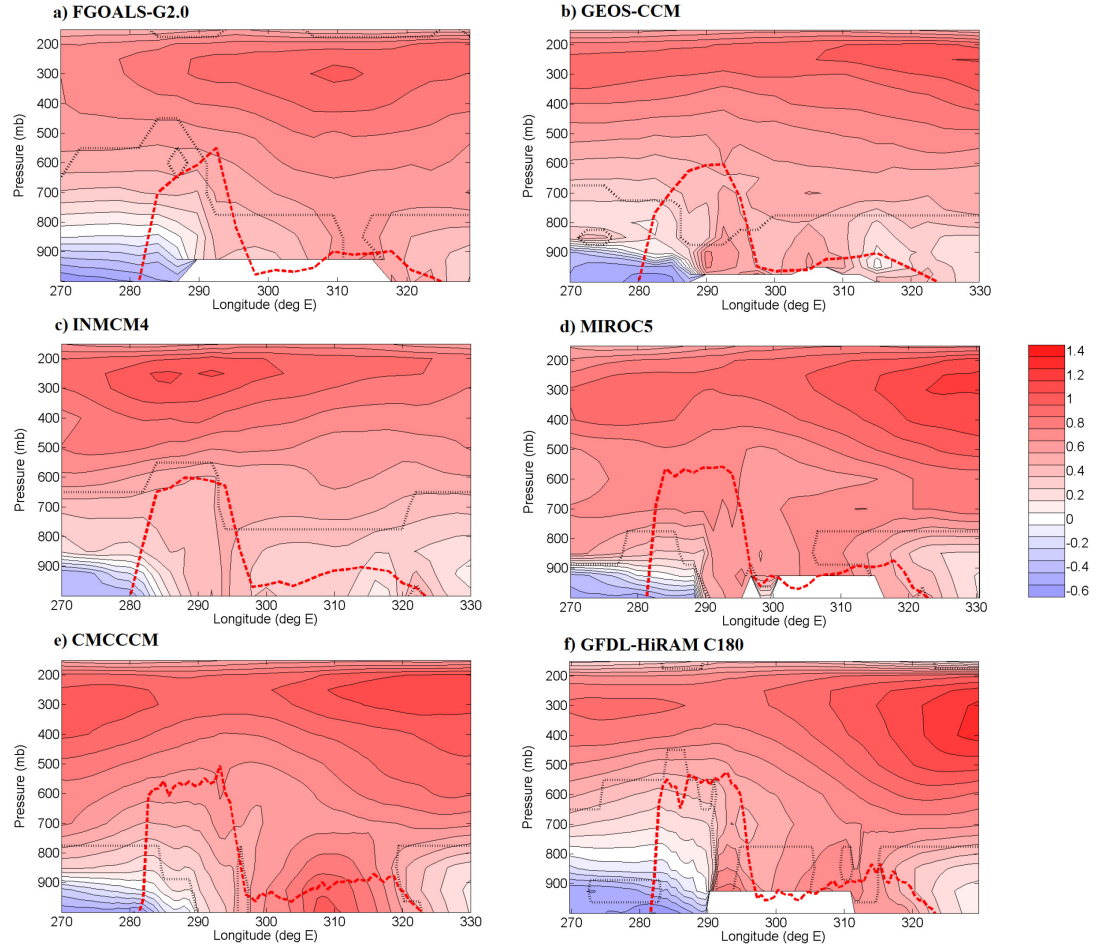 a) FGOALS-G2.0
b) GEOS-CCM
200
300
400
500
600
700
800
900
Pressure (mb)
270 280 290 300 310 320
Longitude (deg E)
200
300
400
500
600
700
800
900
Pressure (mb)
270 280 290 300 310 320 330
Longitude (deg E)
c) INMCM4
d) MIROC5
200
300
400
500
600
700
800
900
Pressure (mb)
270 280 290 300 310 320 330
Longitude (deg E)
200
300
400
500
600
700
800
900
Pressure (mb)
270 280 290 300 310 320 330
Longitude (deg E)
1.4
1.2
1
0.8
0.6
0.4
0.2
0
-0.2
-0.4
-0.6
e) CMCCCM
f) GFDL-HiRAM C180
200
300
400
500
600
700
800
900
Pressure (mb)
270 280 290 300 310 320 330
Longitude (deg E)
200
300
400
500
600
700
800
900
Pressure (mb)
270 280 290 300 310 320 330
Longitude (deg E)